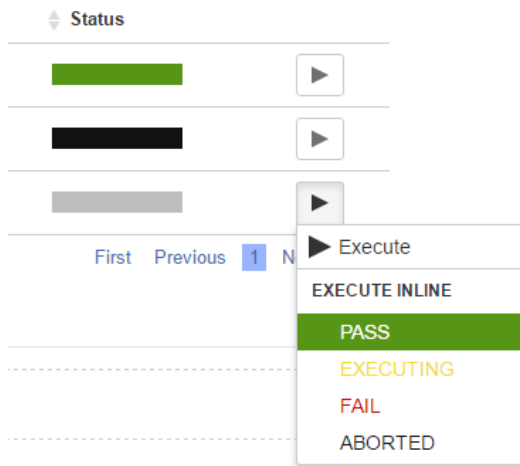 Status
First Previous 1 N
Execute
EXECUTE INLINE
PASS
EXECUTING
FAIL
ABORTED